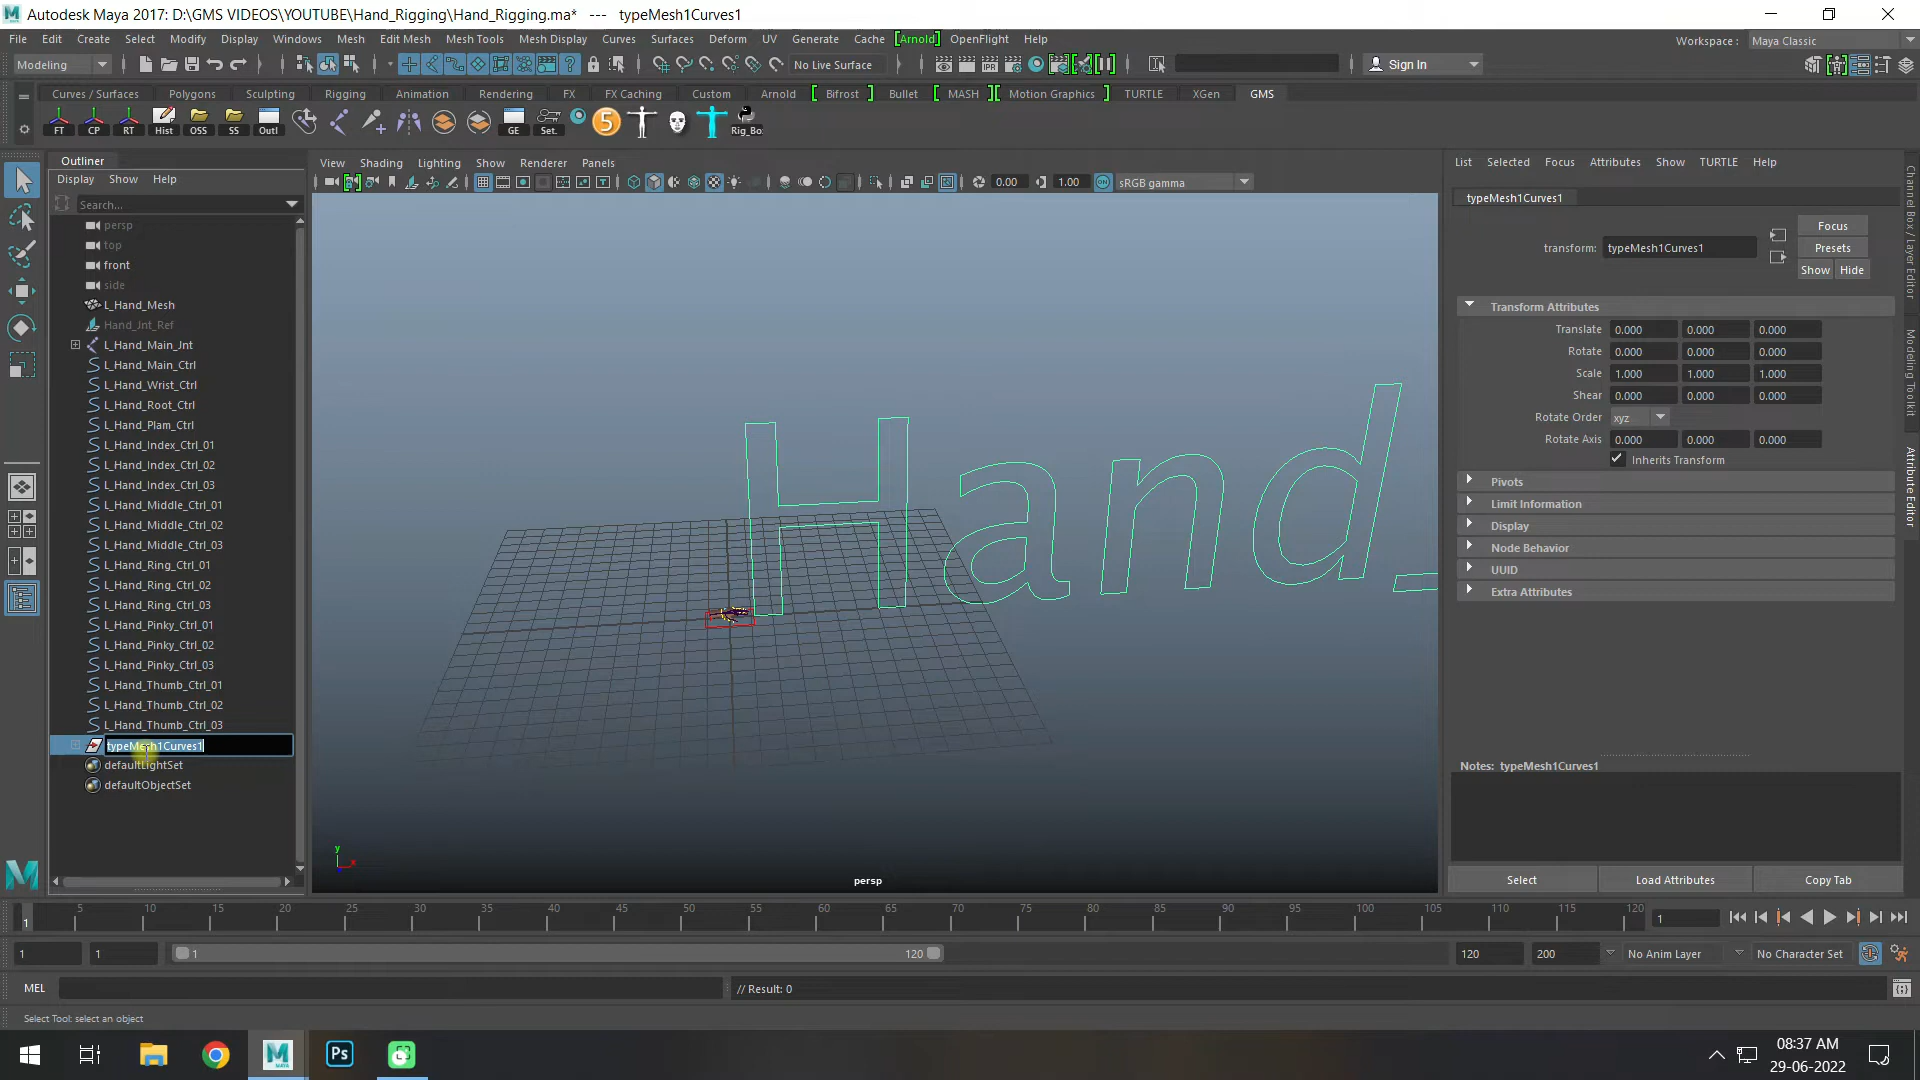 Autodesk Maya 2017: D:\GMS VIDEOS\YOUTUBE\Hand_Rigging\Hand_Rigging.ma* --- typeMesh1Curves1
File Edit Create Select Modify Display Windows Mesh Edit Mesh Mesh Tools Mesh Display Curves Surfaces Deform UV Generate Cache [Arnold] OpenFlight Help
Workspace : Maya Classic
Modeling No Live Surface Sign In
Curves / Surfaces Polygons Sculpting Rigging Animation Rendering FX FX Caching Custom Arnold Bifrost Bullet MASH Motion Graphics TURTLE XGen GMS
FT CP RT Hist OSS SS Outl GE Set. 5 Rig_Bo
Outliner
Display Show Help
Search...
persp
top
front
side
L_Hand_Mesh
Hand_Jnt_Ref
L_Hand_Main_Jnt
L_Hand_Main_Ctrl
L_Hand_Wrist_Ctrl
L_Hand_Root_Ctrl
L_Hand_Plam_Ctrl
L_Hand_Index_Ctrl_01
L_Hand_Index_Ctrl_02
L_Hand_Index_Ctrl_03
L_Hand_Middle_Ctrl_01
L_Hand_Middle_Ctrl_02
L_Hand_Middle_Ctrl_03
L_Hand_Ring_Ctrl_01
L_Hand_Ring_Ctrl_02
L_Hand_Ring_Ctrl_03
L_Hand_Pinky_Ctrl_01
L_Hand_Pinky_Ctrl_02
L_Hand_Pinky_Ctrl_03
L_Hand_Thumb_Ctrl_01
L_Hand_Thumb_Ctrl_02
L_Hand_Thumb_Ctrl_03
typeMesh1Curves1
defaultLightSet
defaultObjectSet
View Shading Lighting Show Renderer Panels
0.00 1.00 ON sRGB gamma
Hand_
y
x
persp
List Selected Focus Attributes Show TURTLE Help
typeMesh1Curves1
transform: typeMesh1Curves1
Focus
Presets
Show Hide
Transform Attributes
Translate 0.000 0.000 0.000
Rotate 0.000 0.000 0.000
Scale 1.000 1.000 1.000
Shear 0.000 0.000 0.000
Rotate Order xyz
Rotate Axis 0.000 0.000 0.000
Inherits Transform
Pivots
Limit Information
Display
Node Behavior
UUID
Extra Attributes
Notes: typeMesh1Curves1
Select Load Attributes Copy Tab
Channel Box / Layer Editor
Modeling Toolkit
Attribute Editor
1 5 10 15 20 25 30 35 40 45 50 55 60 65 70 75 80 85 90 95 100 105 110 115 120 1
1 1 1 120 120 200 No Anim Layer No Character Set
MEL // Result: 0
Select Tool: select an object
MAYA Ps
08:37 AM
29-06-2022